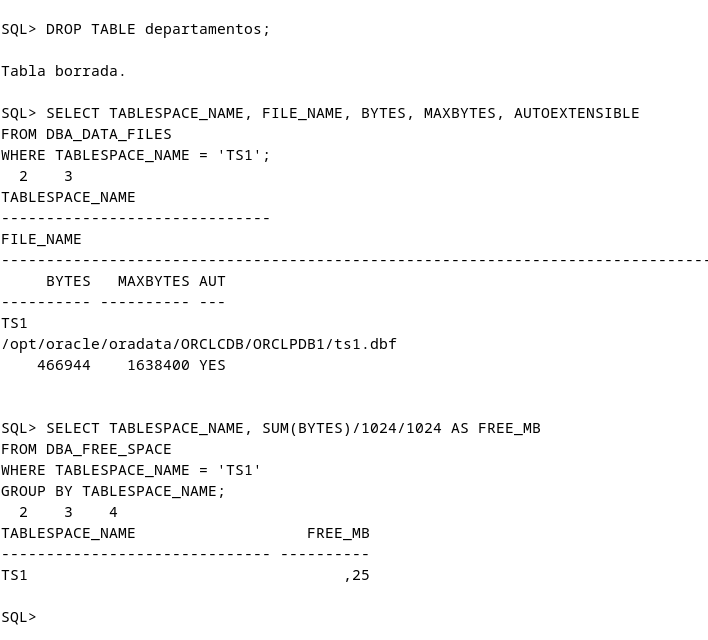 SQL> DROP TABLE departamentos;

Tabla borrada.

SQL> SELECT TABLESPACE_NAME, FILE_NAME, BYTES, MAXBYTES, AUTOEXTENSIBLE
FROM DBA_DATA_FILES
WHERE TABLESPACE_NAME = 'TS1';
  2    3
TABLESPACE_NAME
------------------------------
FILE_NAME
--------------------------------------------------------------------------------
     BYTES   MAXBYTES AUT
---------- ---------- ---
TS1
/opt/oracle/oradata/ORCLCDB/ORCLPDB1/ts1.dbf
    466944    1638400 YES


SQL> SELECT TABLESPACE_NAME, SUM(BYTES)/1024/1024 AS FREE_MB
FROM DBA_FREE_SPACE
WHERE TABLESPACE_NAME = 'TS1'
GROUP BY TABLESPACE_NAME;
  2    3    4
TABLESPACE_NAME                   FREE_MB
------------------------------ ----------
TS1                                   ,25

SQL>